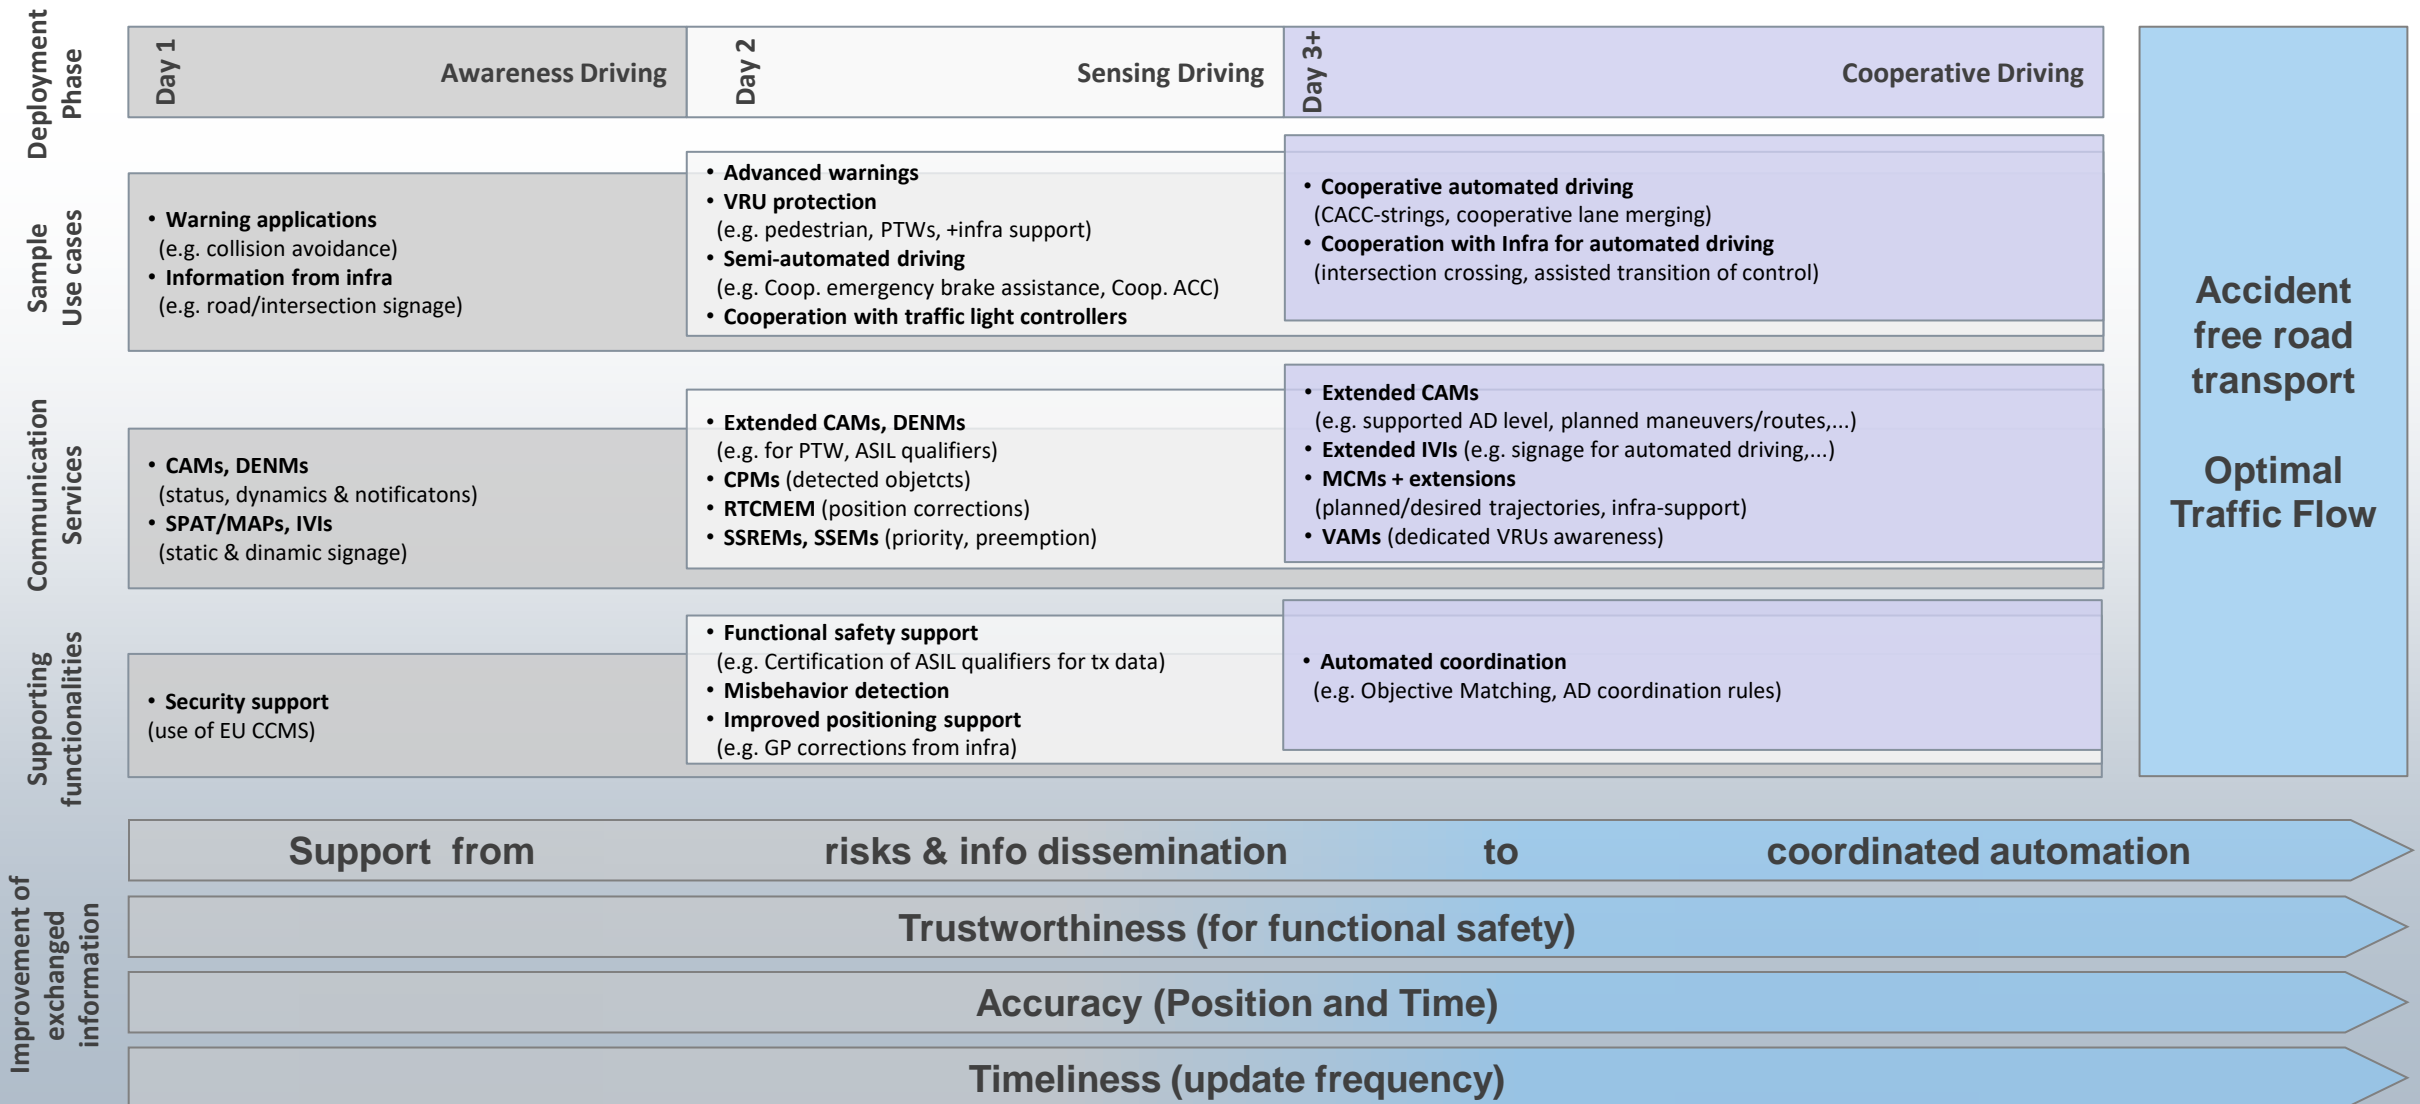 Deployment
Phase
Day 1
Awareness Driving
Day 2
Sensing Driving
Day 3+
Cooperative Driving
Sample
Use cases
• Warning applications
(e.g. collision avoidance)
• Information from infra
(e.g. road/intersection signage)
• Advanced warnings
• VRU protection
(e.g. pedestrian, PTWs, +infra support)
• Semi-automated driving
(e.g. Coop. emergency brake assistance, Coop. ACC)
• Cooperation with traffic light controllers
• Cooperative automated driving
(CACC-strings, cooperative lane merging)
• Cooperation with Infra for automated driving
(intersection crossing, assisted transition of control)
Communication
Services
• CAMs, DENMs
(status, dynamics & notificatons)
• SPAT/MAPs, IVIs
(static & dinamic signage)
• Extended CAMs, DENMs
(e.g. for PTW, ASIL qualifiers)
• CPMs (detected objetcts)
• RTCMEM (position corrections)
• SSREMs, SSEMs (priority, preemption)
• Extended CAMs
(e.g. supported AD level, planned maneuvers/routes,...)
• Extended IVIs (e.g. signage for automated driving,...)
• MCMs + extensions
(planned/desired trajectories, infra-support)
• VAMs (dedicated VRUs awareness)
Supporting
functionalities
• Security support
(use of EU CCMS)
• Functional safety support
(e.g. Certification of ASIL qualifiers for tx data)
• Misbehavior detection
• Improved positioning support
(e.g. GP corrections from infra)
• Automated coordination
(e.g. Objective Matching, AD coordination rules)
Accident
free road
transport
Optimal
Traffic Flow
Improvement of
exchanged
information
Support from risks & info dissemination to coordinated automation
Trustworthiness (for functional safety)
Accuracy (Position and Time)
Timeliness (update frequency)